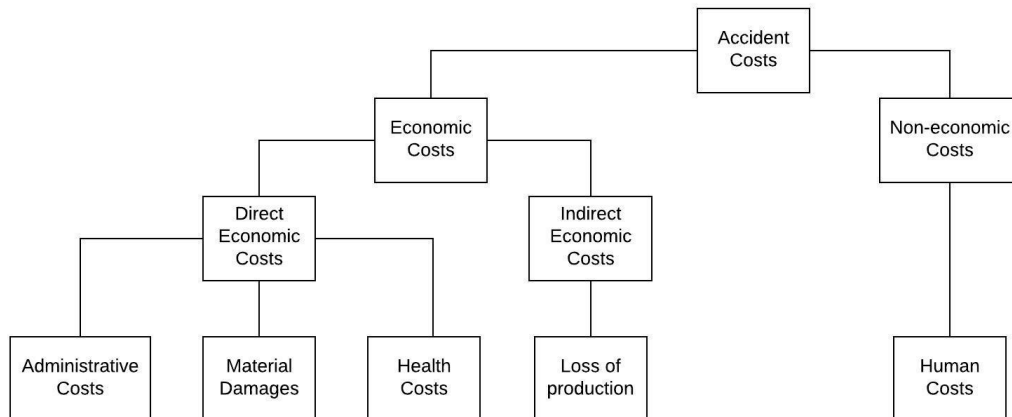 Accident
Costs
Economic
Costs
Non-economic
Costs
Direct
Economic
Costs
Indirect
Economic
Costs
Administrative
Costs
Material
Damages
Health
Costs
Loss of
production
Human
Costs